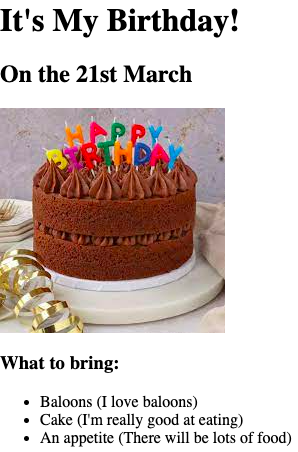 It's My Birthday!
On the 21st March
HAPPY
BIRTHDAY
What to bring:
Baloons (I love baloons)
Cake (I'm really good at eating)
An appetite (There will be lots of food)